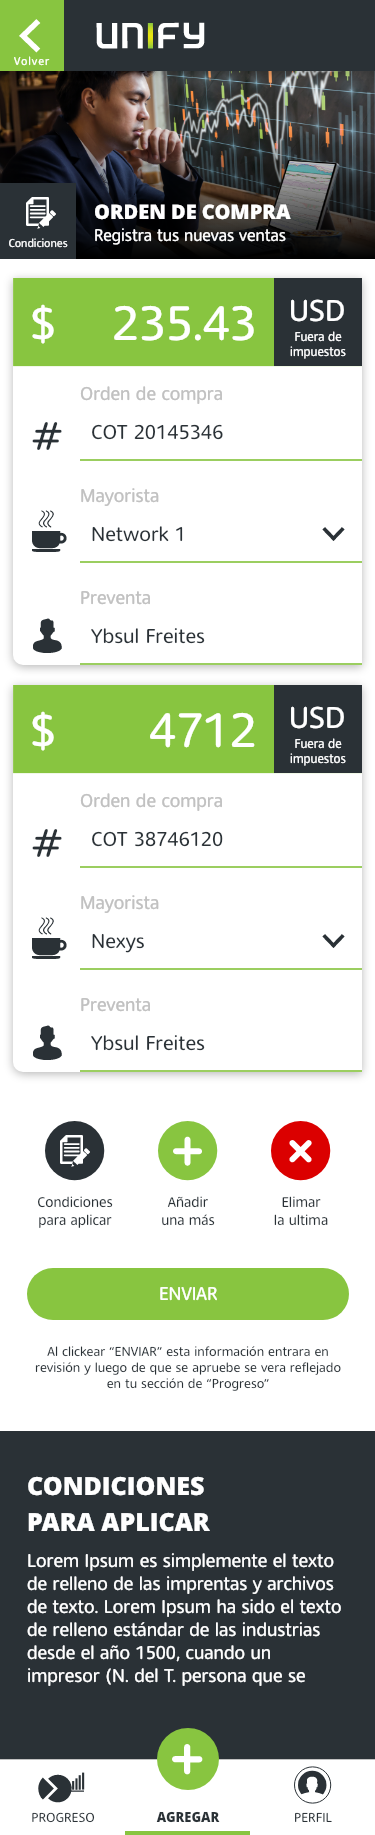 Volver
UNIFY
Condiciones
ORDEN DE COMPRA
Registra tus nuevas ventas
$ 235.43
USD
Fuera de
impuestos
Orden de compra
# COT 20145346
Mayorista
Network 1
Preventa
Ybsul Freites
$ 4712
USD
Fuera de
impuestos
Orden de compra
# COT 38746120
Mayorista
Nexys
Preventa
Ybsul Freites
Condiciones
para aplicar
Añadir
una más
Elimar
la ultima
ENVIAR
Al clickear “ENVIAR” esta información entrara en
revisión y luego de que se apruebe se vera reflejado
en tu sección de “Progreso”
CONDICIONES
PARA APLICAR
Lorem Ipsum es simplemente el texto
de relleno de las imprentas y archivos
de texto. Lorem Ipsum ha sido el texto
de relleno estándar de las industrias
desde el año 1500, cuando un
impresor (N. del T. persona que se
PROGRESO
AGREGAR
PERFIL